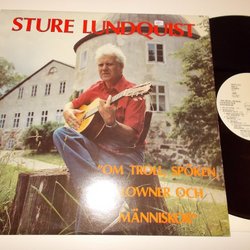 STURE LUNDQUIST
"OM TROLL, SPÖKEN,
CLOWNER OCH
MÄNNISKOR"